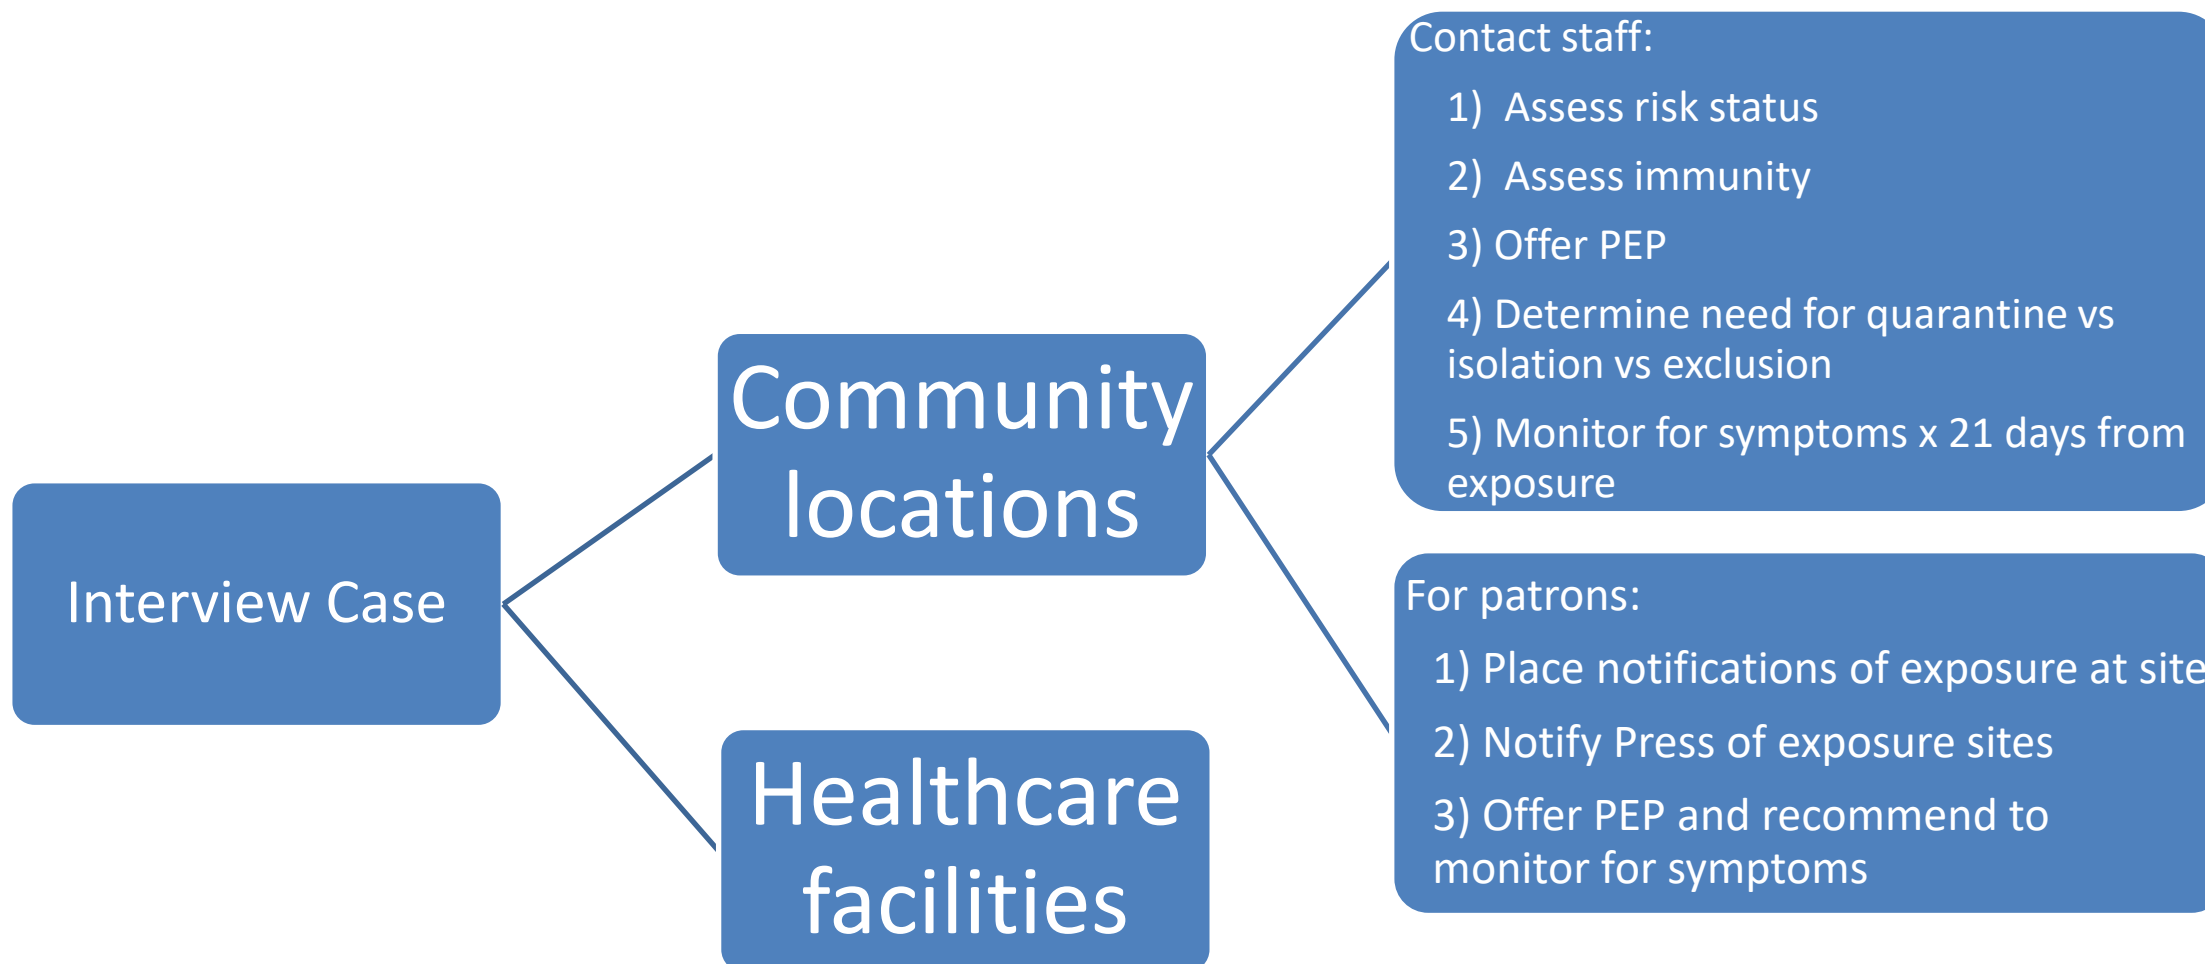 Interview Case
Community
locations
Healthcare
facilities
Contact staff:
1) Assess risk status
2) Assess immunity
3) Offer PEP
4) Determine need for quarantine vs
isolation vs exclusion
5) Monitor for symptoms x 21 days from
exposure
For patrons:
1) Place notifications of exposure at site
2) Notify Press of exposure sites
3) Offer PEP and recommend to
monitor for symptoms